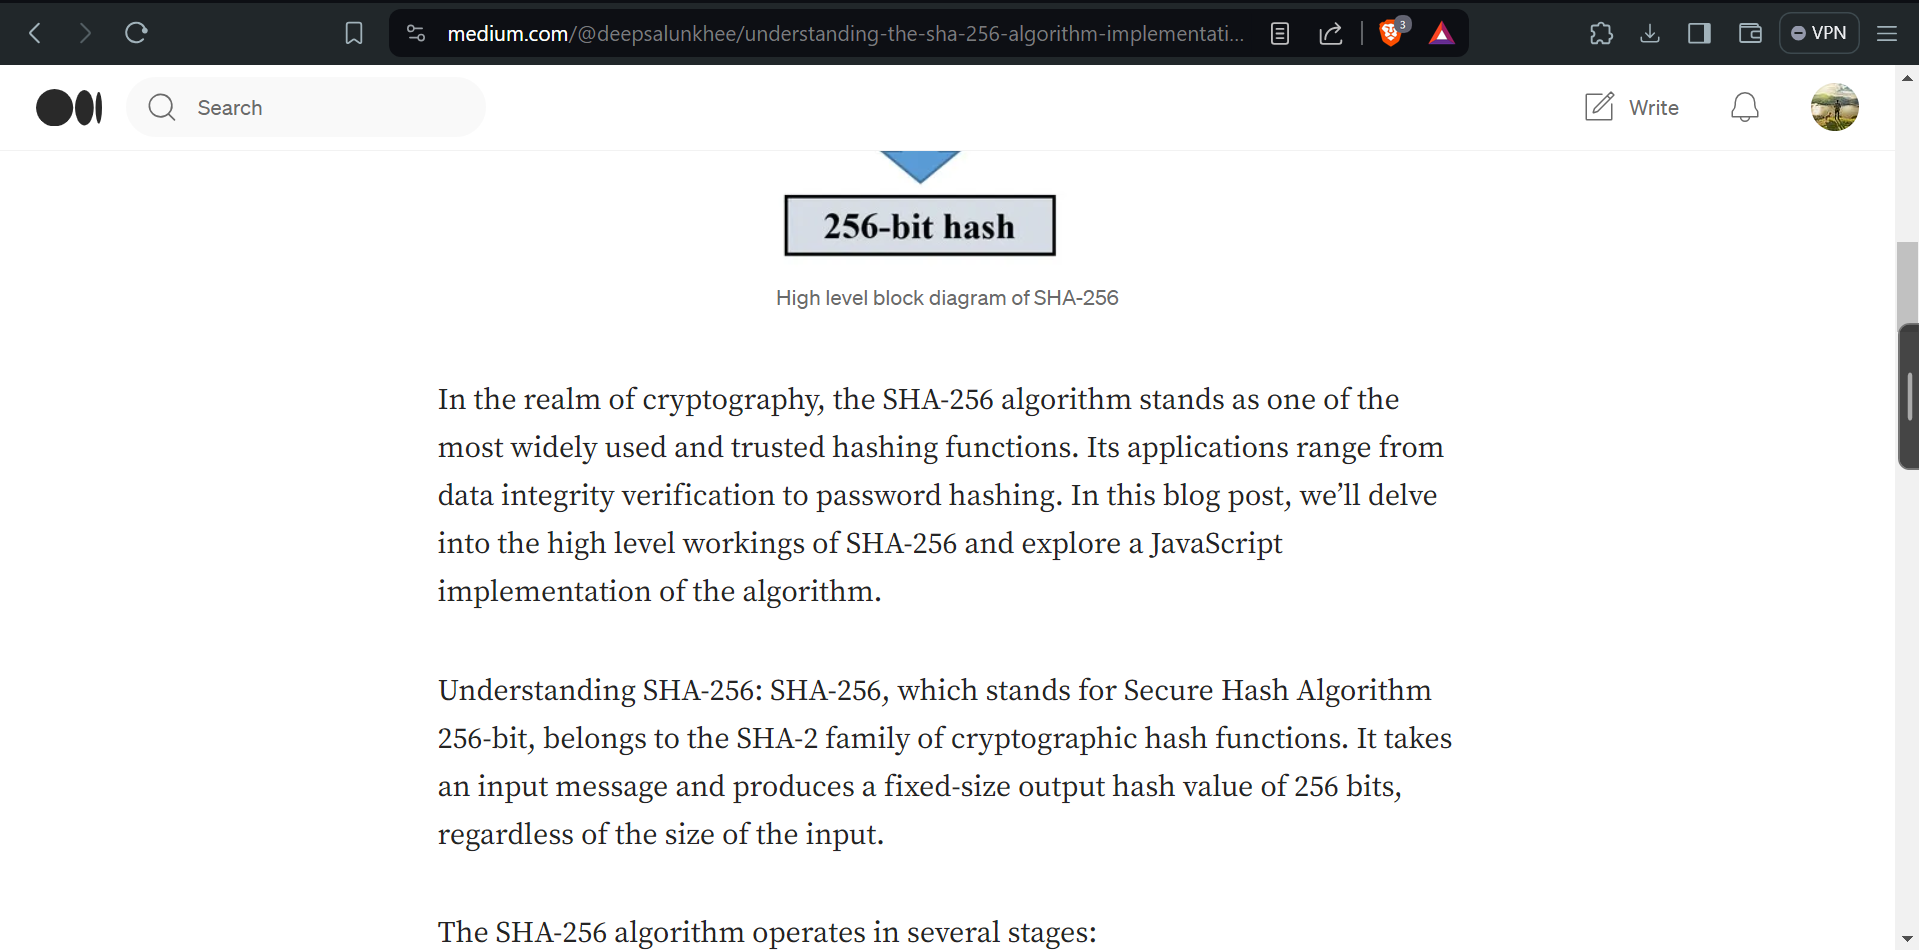 medium.com/@deepsalunkhee/understanding-the-sha-256-algorithm-implementati...
3
VPN
Search
Write
256-bit hash
High level block diagram of SHA-256
In the realm of cryptography, the SHA-256 algorithm stands as one of the
most widely used and trusted hashing functions. Its applications range from
data integrity verification to password hashing. In this blog post, we’ll delve
into the high level workings of SHA-256 and explore a JavaScript
implementation of the algorithm.
Understanding SHA-256: SHA-256, which stands for Secure Hash Algorithm
256-bit, belongs to the SHA-2 family of cryptographic hash functions. It takes
an input message and produces a fixed-size output hash value of 256 bits,
regardless of the size of the input.
The SHA-256 algorithm operates in several stages: